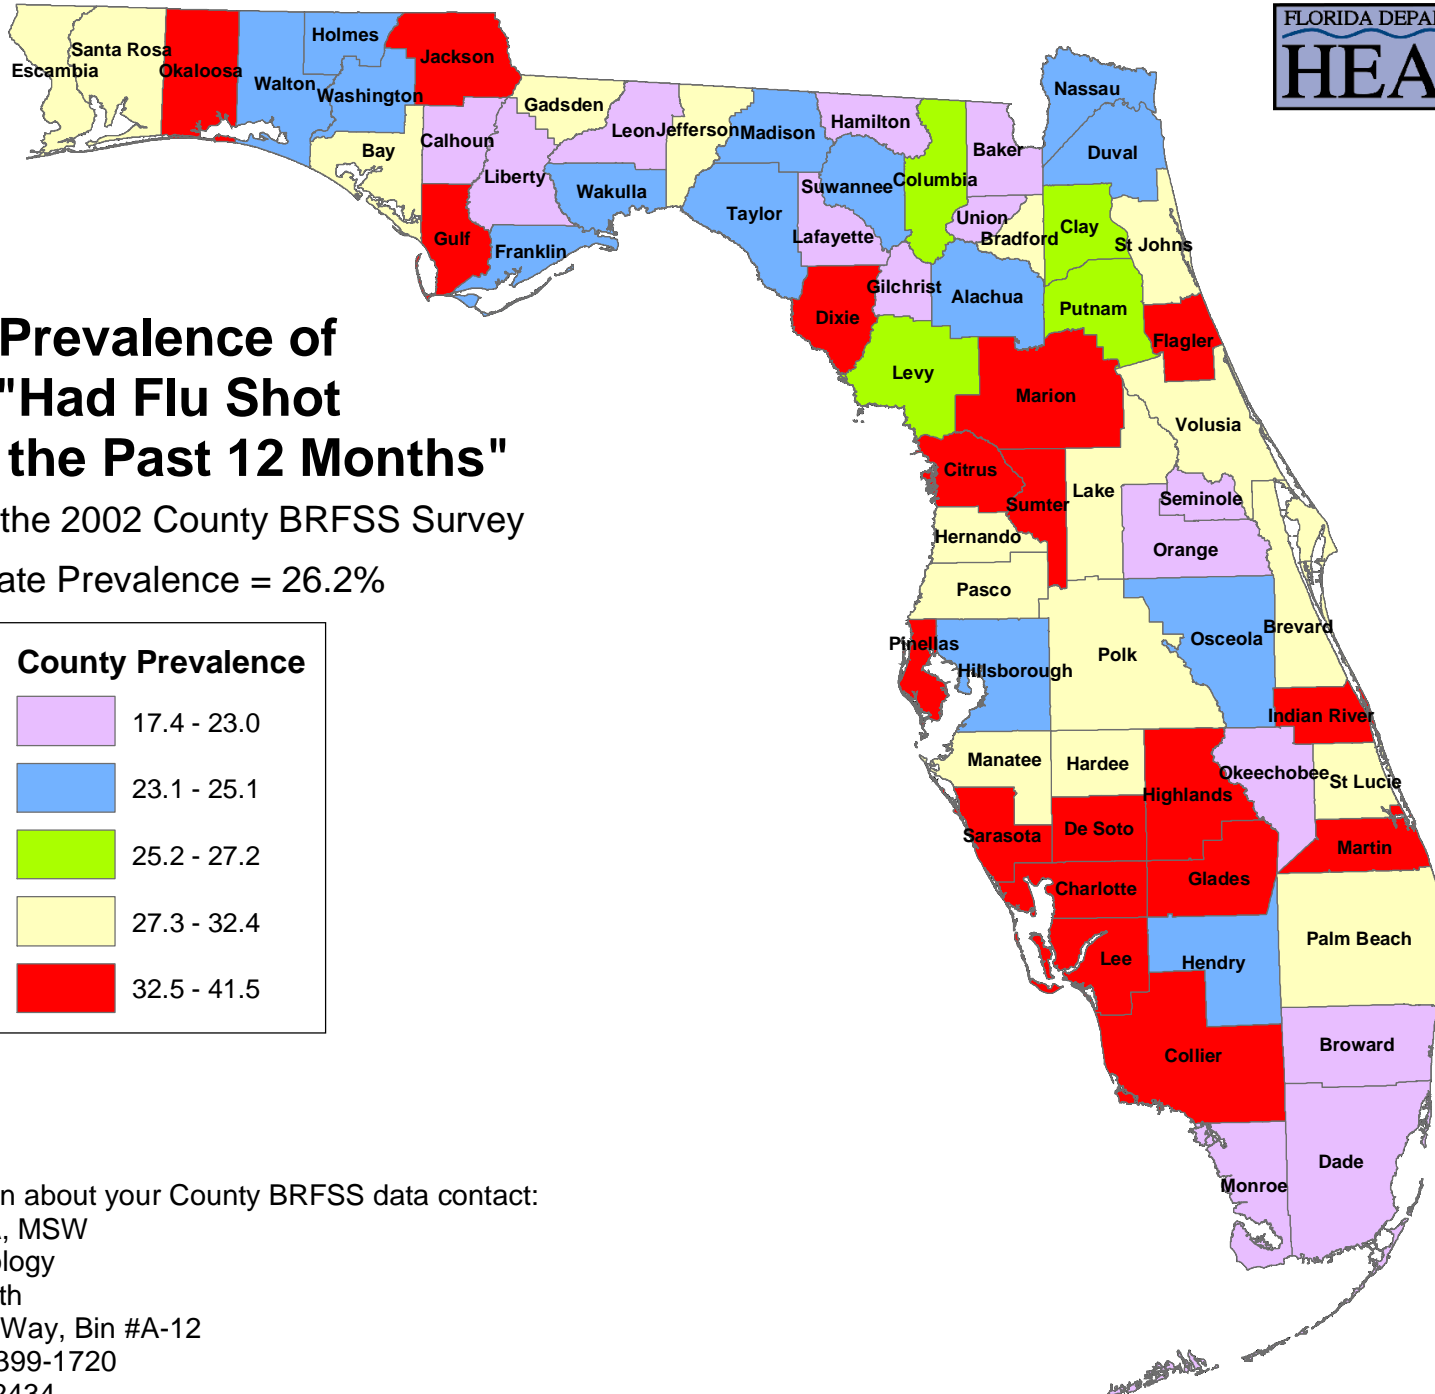 FLORIDA DEPA
HEA
Prevalence of
"Had Flu Shot
the Past 12 Months"
the 2002 County BRFSS Survey
ate Prevalence = 26.2%
County Prevalence
17.4 - 23.0
23.1 - 25.1
25.2 - 27.2
27.3 - 32.4
32.5 - 41.5
Escambia
Santa Rosa
Okaloosa
Walton
Holmes
Washington
Jackson
Bay
Calhoun
Gulf
Liberty
Gadsden
Franklin
Leon
Wakulla
Jefferson
Madison
Taylor
Hamilton
Suwannee
Lafayette
Dixie
Columbia
Gilchrist
Levy
Baker
Union
Bradford
Alachua
Nassau
Duval
Clay
St Johns
Putnam
Flagler
Marion
Volusia
Citrus
Sumter
Lake
Seminole
Orange
Hernando
Pasco
Pinellas
Hillsborough
Polk
Osceola
Brevard
Indian River
Manatee
Hardee
Highlands
Okeechobee
St Lucie
Sarasota
De Soto
Martin
Charlotte
Glades
Lee
Hendry
Palm Beach
Collier
Broward
Monroe
Dade
n about your County BRFSS data contact:
, MSW
ology
th
Way, Bin #A-12
399-1720
2434